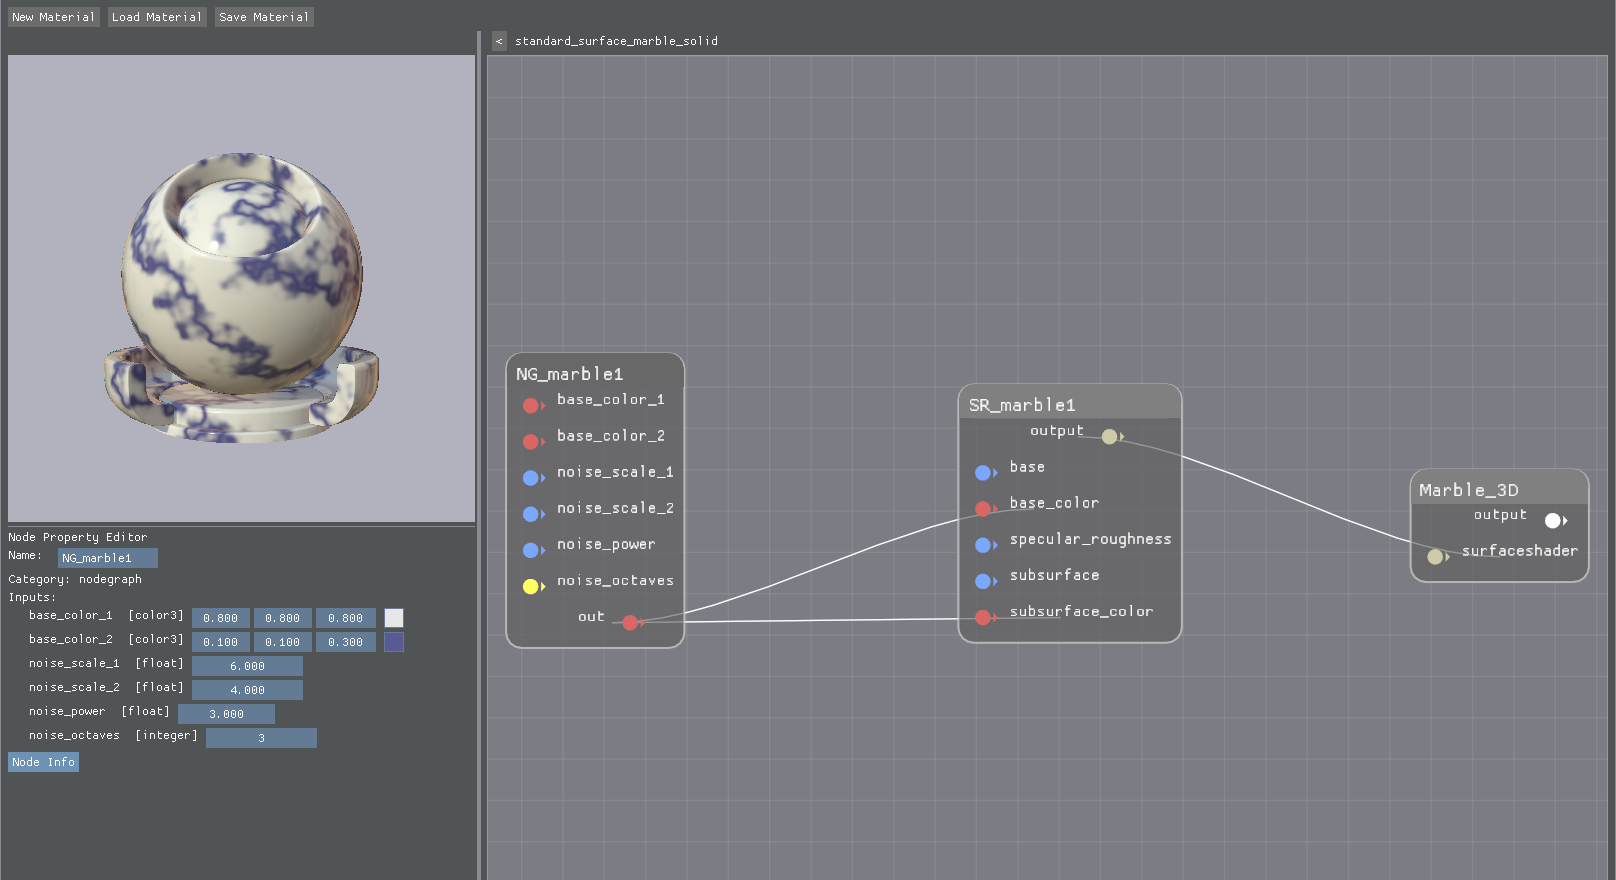 New Material Load Material Save Material
< standard_surface_marble_solid
Node Property Editor
Name: NG_marble1
Category: nodegraph
Inputs:
base_color_1 [color3] 0.800 0.800 0.800
base_color_2 [color3] 0.100 0.100 0.300
noise_scale_1 [float] 6.000
noise_scale_2 [float] 4.000
noise_power [float] 3.000
noise_octaves [integer] 3
Node Info
NG_marble1
base_color_1
base_color_2
noise_scale_1
noise_scale_2
noise_power
noise_octaves
out
SR_marble1
output
base
base_color
specular_roughness
subsurface
subsurface_color
Marble_3D
output
surfaceshader